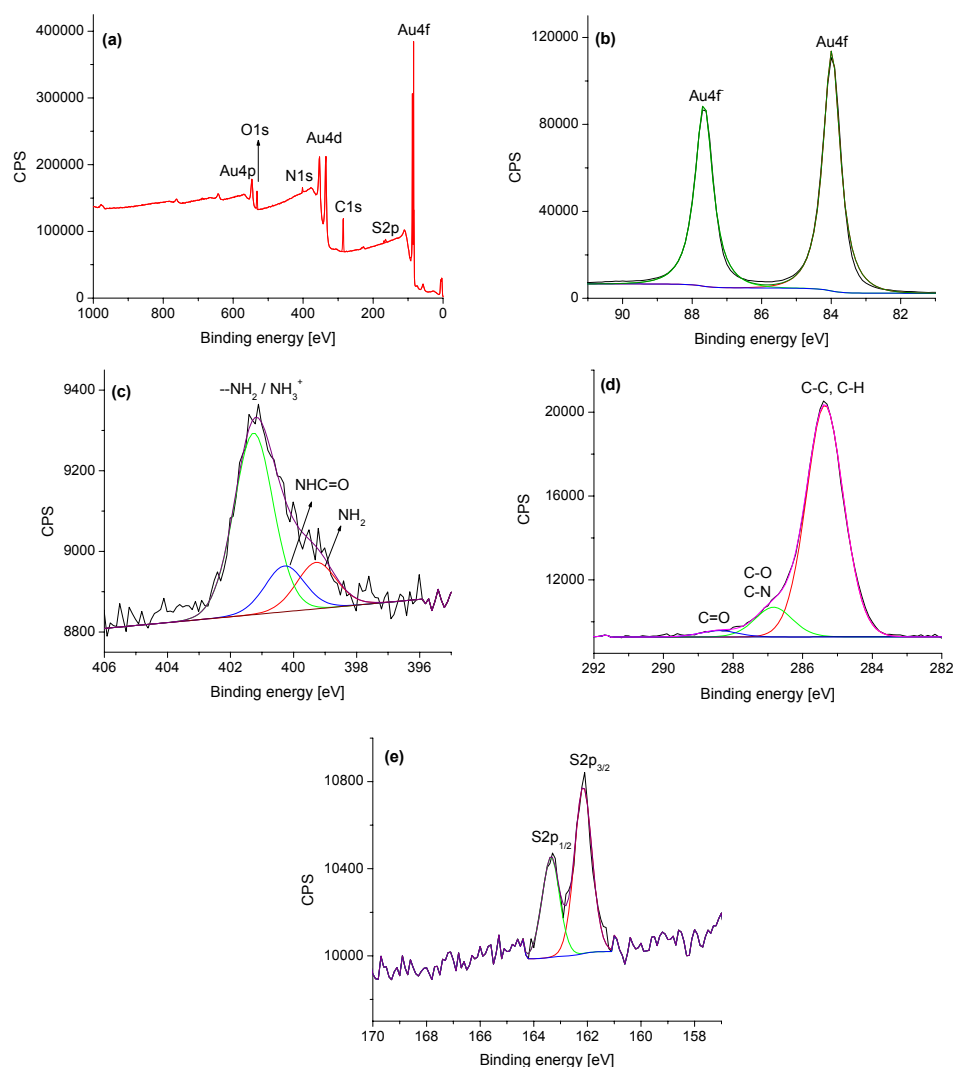 (a)
Au4f
O1s
Au4p
N1s
Au4d
C1s
S2p
400000
300000
200000
100000
0
CPS
1000 800 600 400 200 0
Binding energy [eV]
(b)
Au4f
Au4f
120000
80000
40000
0
CPS
90 88 86 84 82
Binding energy [eV]
(c)
--NH₂ / NH₃⁺
NHC=O
NH₂
9400
9200
9000
8800
CPS
406 404 402 400 398 396
Binding energy [eV]
(d)
C-C, C-H
C-O
C-N
C=O
20000
16000
12000
CPS
292 290 288 286 284 282
Binding energy [eV]
(e)
S2p₃/₂
S2p₁/₂
10800
10400
10000
CPS
170 168 166 164 162 160 158
Binding energy [eV]